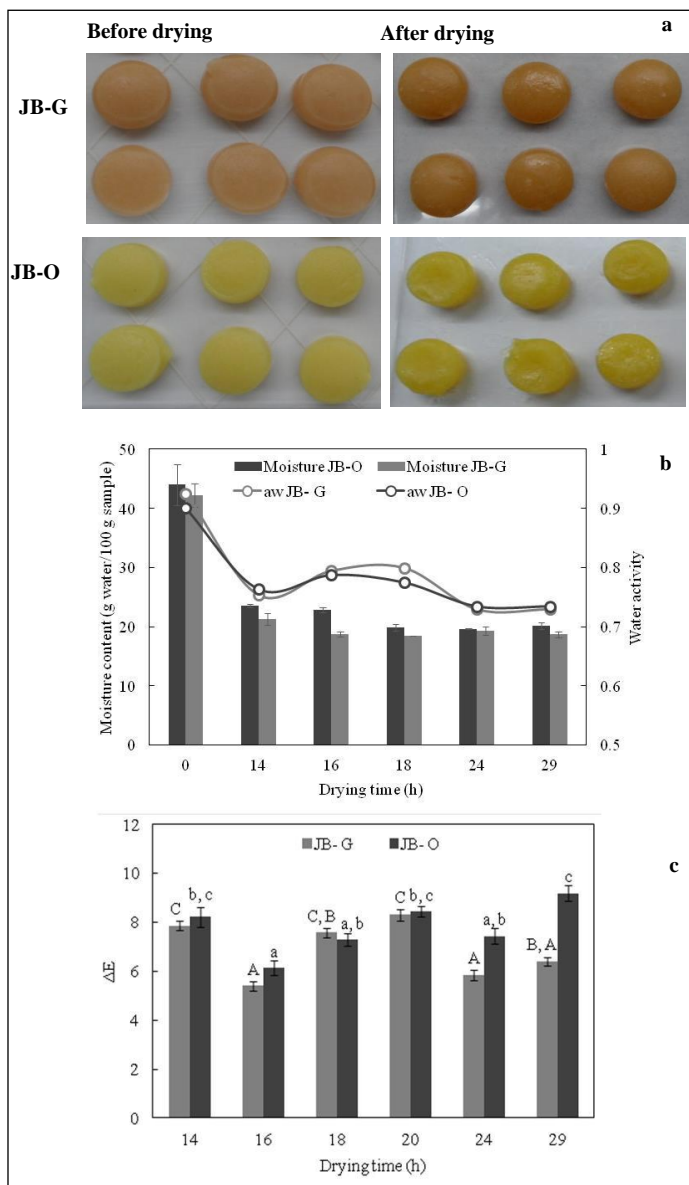 Before drying After drying a
JB-G
JB-O
b
Moisture JB-O Moisture JB-G
aw JB- G aw JB- O
Moisture content (g water/100 g sample)
50
40
30
20
10
0
Water activity
1
0.9
0.8
0.7
0.6
0.5
0 14 16 18 24 29
Drying time (h)
c
JB- G JB- O
ΔE
12
10
8
6
4
2
0
C b, c A a C, B a, b C b, c A a, b B, A c
14 16 18 20 24 29
Drying time (h)